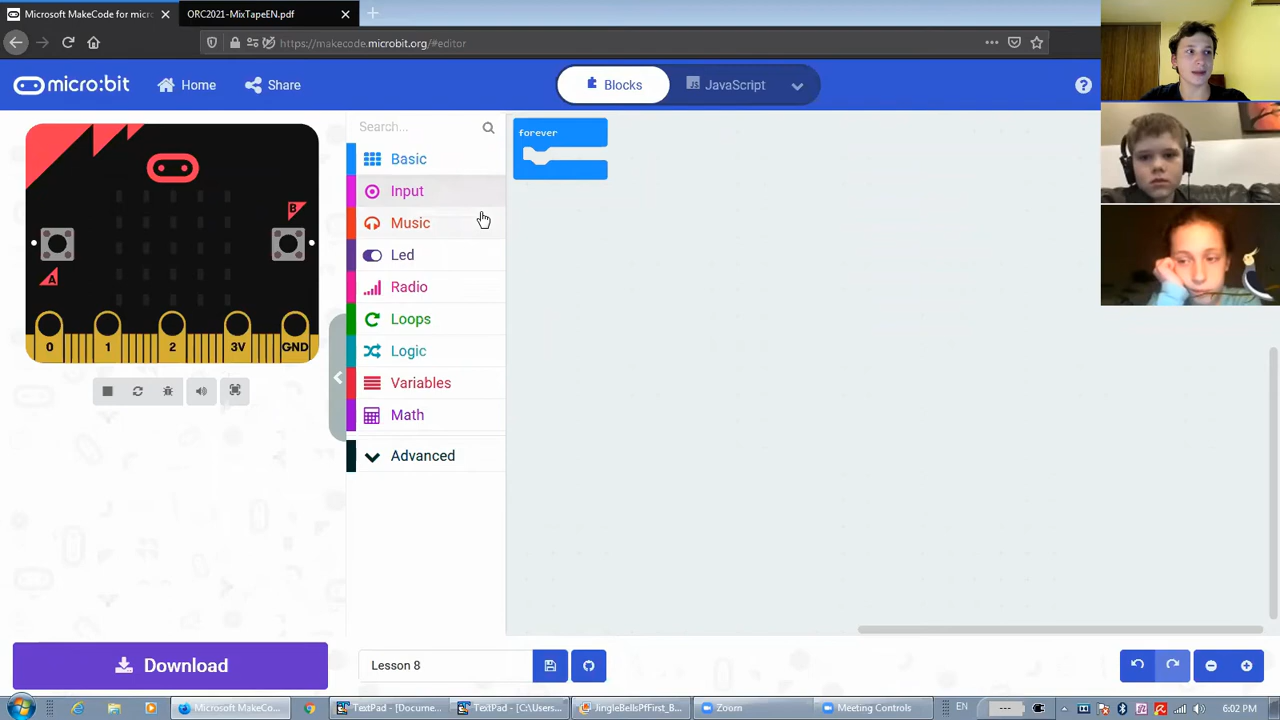 Microsoft MakeCode for micro:
ORC2021-MixTapeEN.pdf
https://makecode.microbit.org/#editor
micro:bit
Home
Share
Blocks
JS
JavaScript
Search...
forever
Basic
Input
Music
Led
Radio
Loops
Logic
Variables
Math
Advanced
A
B
0
1
2
3V
GND
Download
Lesson 8
Microsoft MakeCo...
TextPad - [Docume...
TextPad - [C:\Users...
JingleBellsPfFirst_B...
Zoom
Meeting Controls
EN
6:02 PM